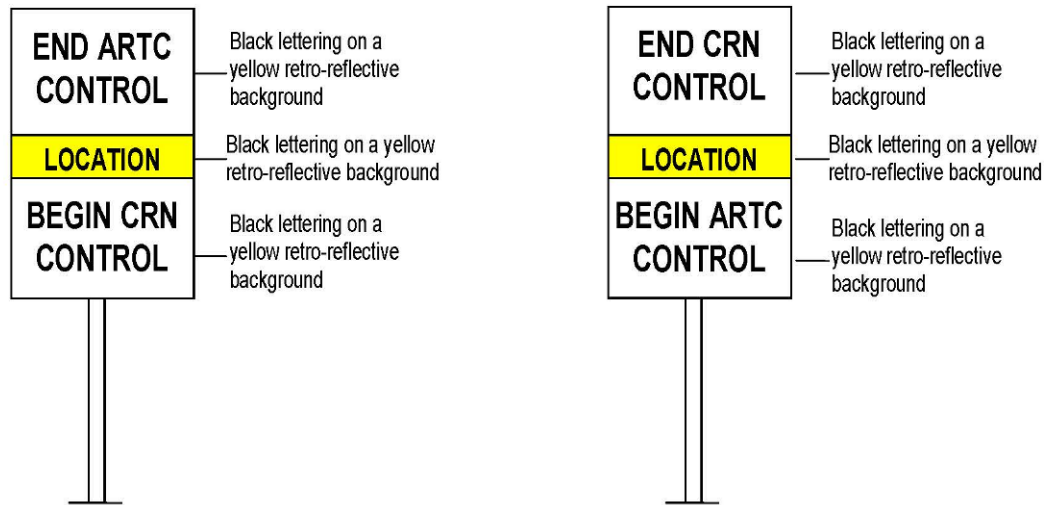 END ARTC
CONTROL
LOCATION
BEGIN CRN
CONTROL
Black lettering on a
yellow retro-reflective
background
Black lettering on a yellow
retro-reflective background
Black lettering on a
yellow retro-reflective
background
END CRN
CONTROL
LOCATION
BEGIN ARTC
CONTROL
Black lettering on a
yellow retro-reflective
background
Black lettering on a yellow
retro-reflective background
Black lettering on a
yellow retro-reflective
background